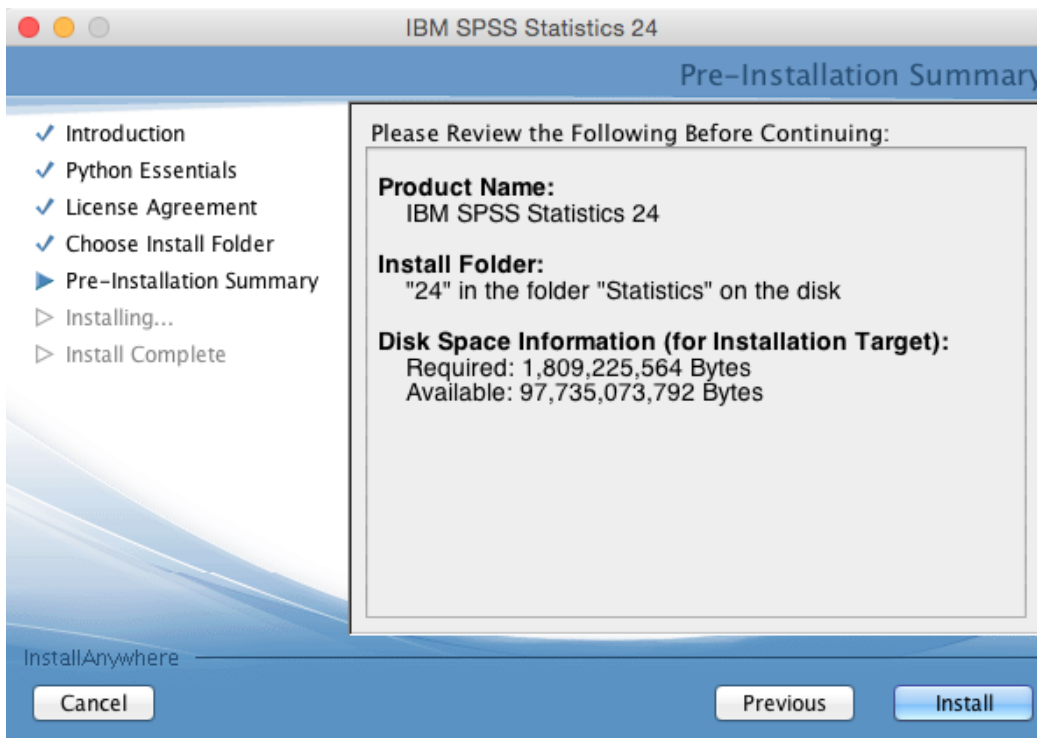 IBM SPSS Statistics 24
Pre-Installation Summary
Introduction
Python Essentials
License Agreement
Choose Install Folder
Pre-Installation Summary
Installing...
Install Complete
Please Review the Following Before Continuing:
Product Name:
IBM SPSS Statistics 24
Install Folder:
"24" in the folder "Statistics" on the disk
Disk Space Information (for Installation Target):
Required: 1,809,225,564 Bytes
Available: 97,735,073,792 Bytes
InstallAnywhere
Cancel
Previous
Install